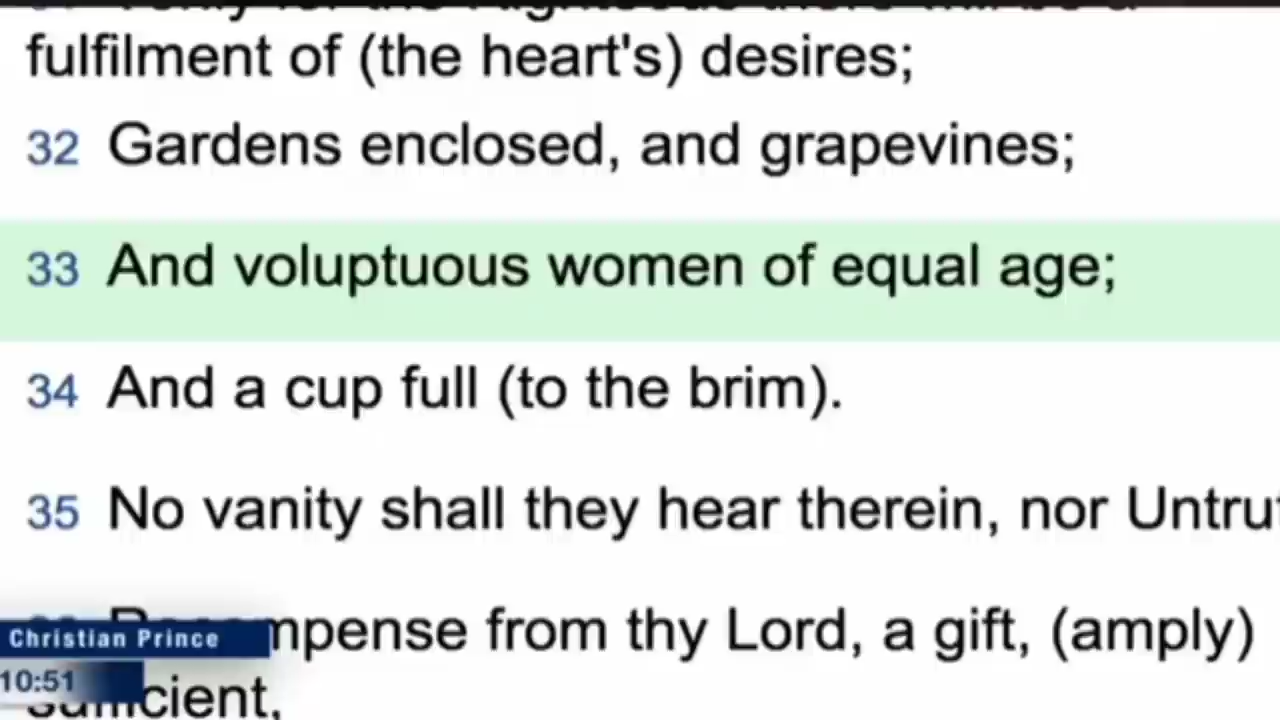 fulfilment of (the heart's) desires;
32 Gardens enclosed, and grapevines;
33 And voluptuous women of equal age;
34 And a cup full (to the brim).
35 No vanity shall they hear therein, nor
from thy Lord, a gift, (amply)
Christian Prince
10:51